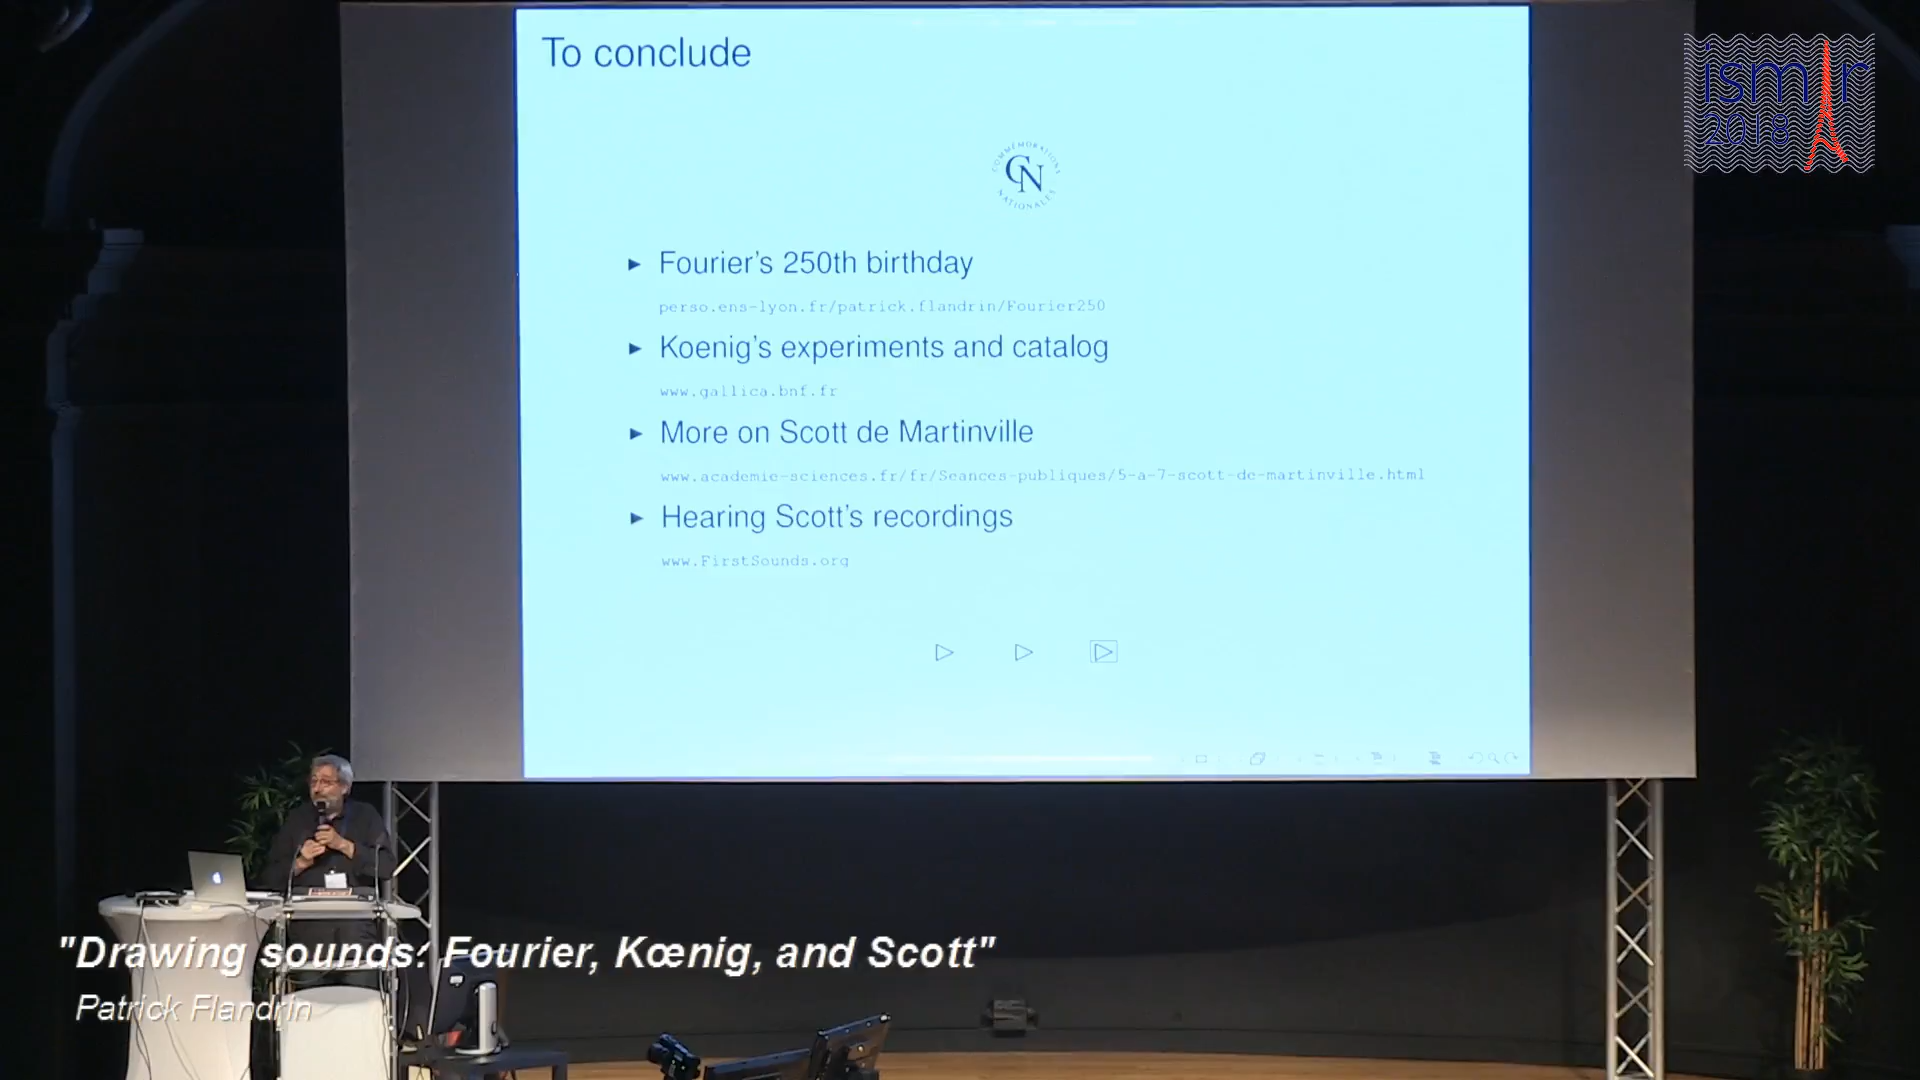 To conclude
ismir
2018
COMMÉMORATIONS
CN
NATIONALES
► Fourier's 250th birthday
perso.ens-lyon.fr/patrick.flandrin/Fourier250
► Koenig's experiments and catalog
www.gallica.bnf.fr
► More on Scott de Martinville
www.academie-sciences.fr/fr/Seances-publiques/5-a-7-scott-de-martinville.html
► Hearing Scott's recordings
www.FirstSounds.org
"Drawing sounds: Fourier, Kœnig, and Scott"
Patrick Flandrin